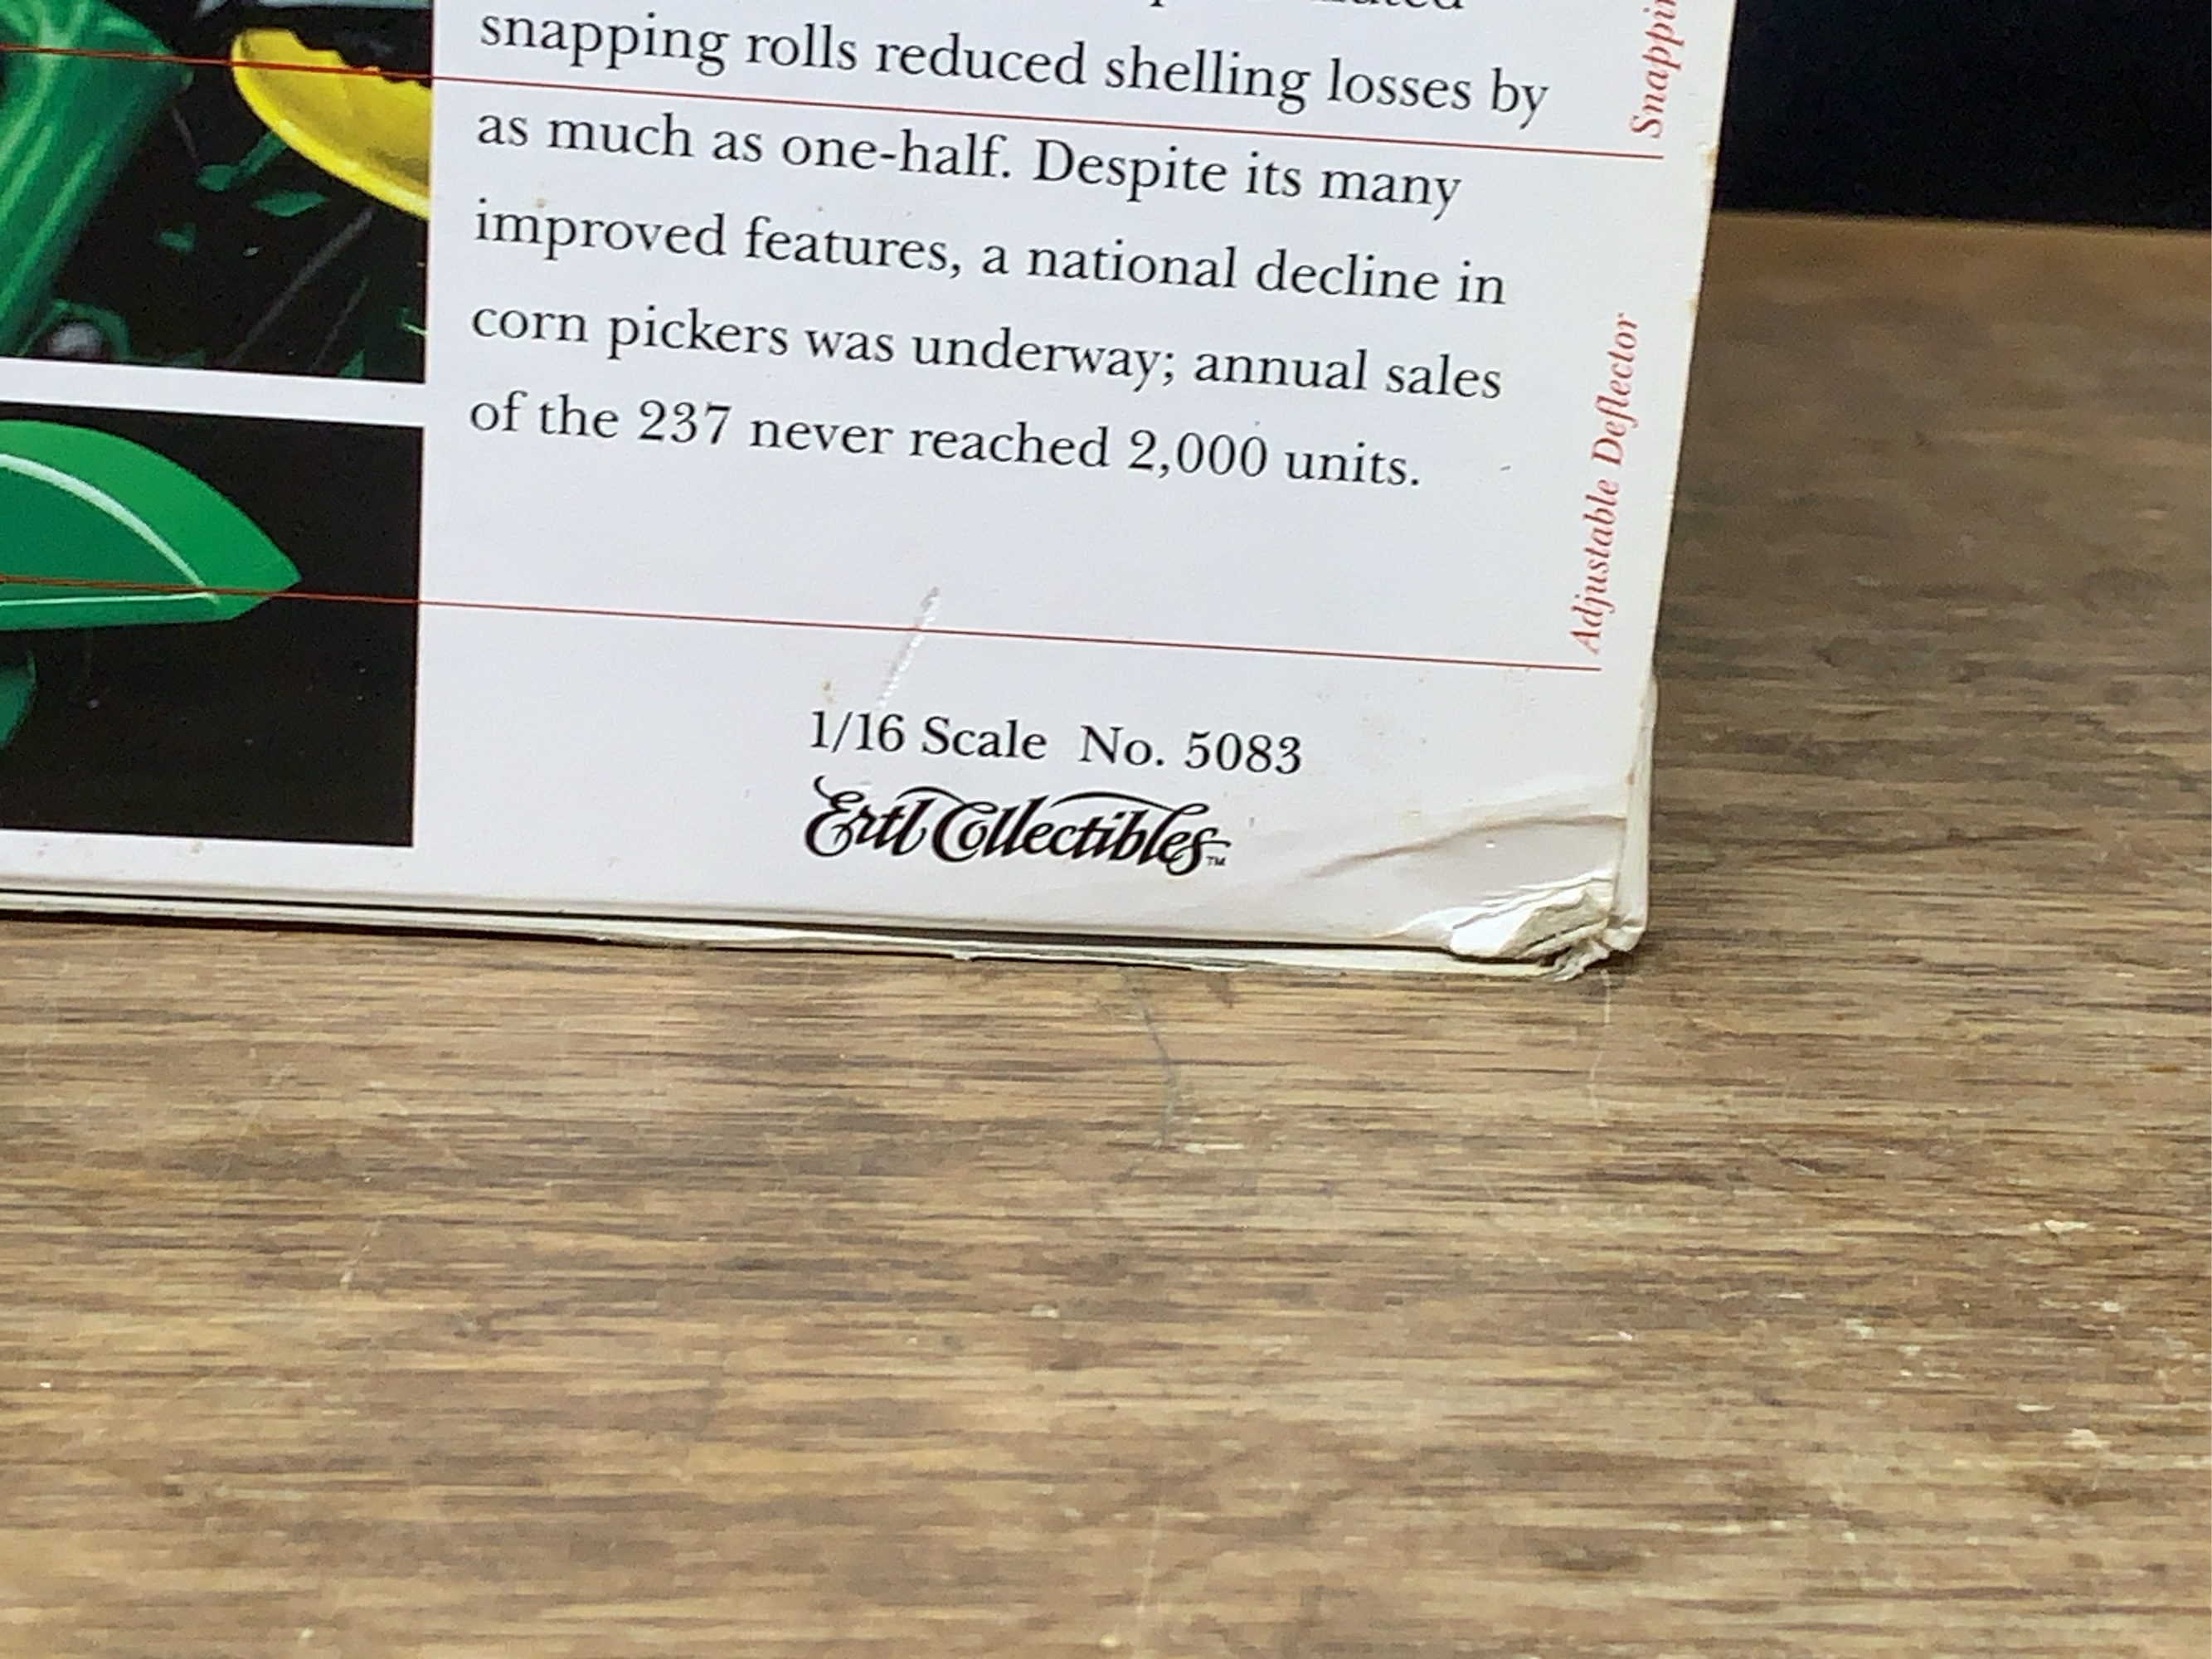 snapping rolls reduced shelling losses by
as much as one-half. Despite its many
improved features, a national decline in
corn pickers was underway; annual sales
of the 237 never reached 2,000 units.
Adjustable Deflector
1/16 Scale No. 5083
Ertl Collectibles™